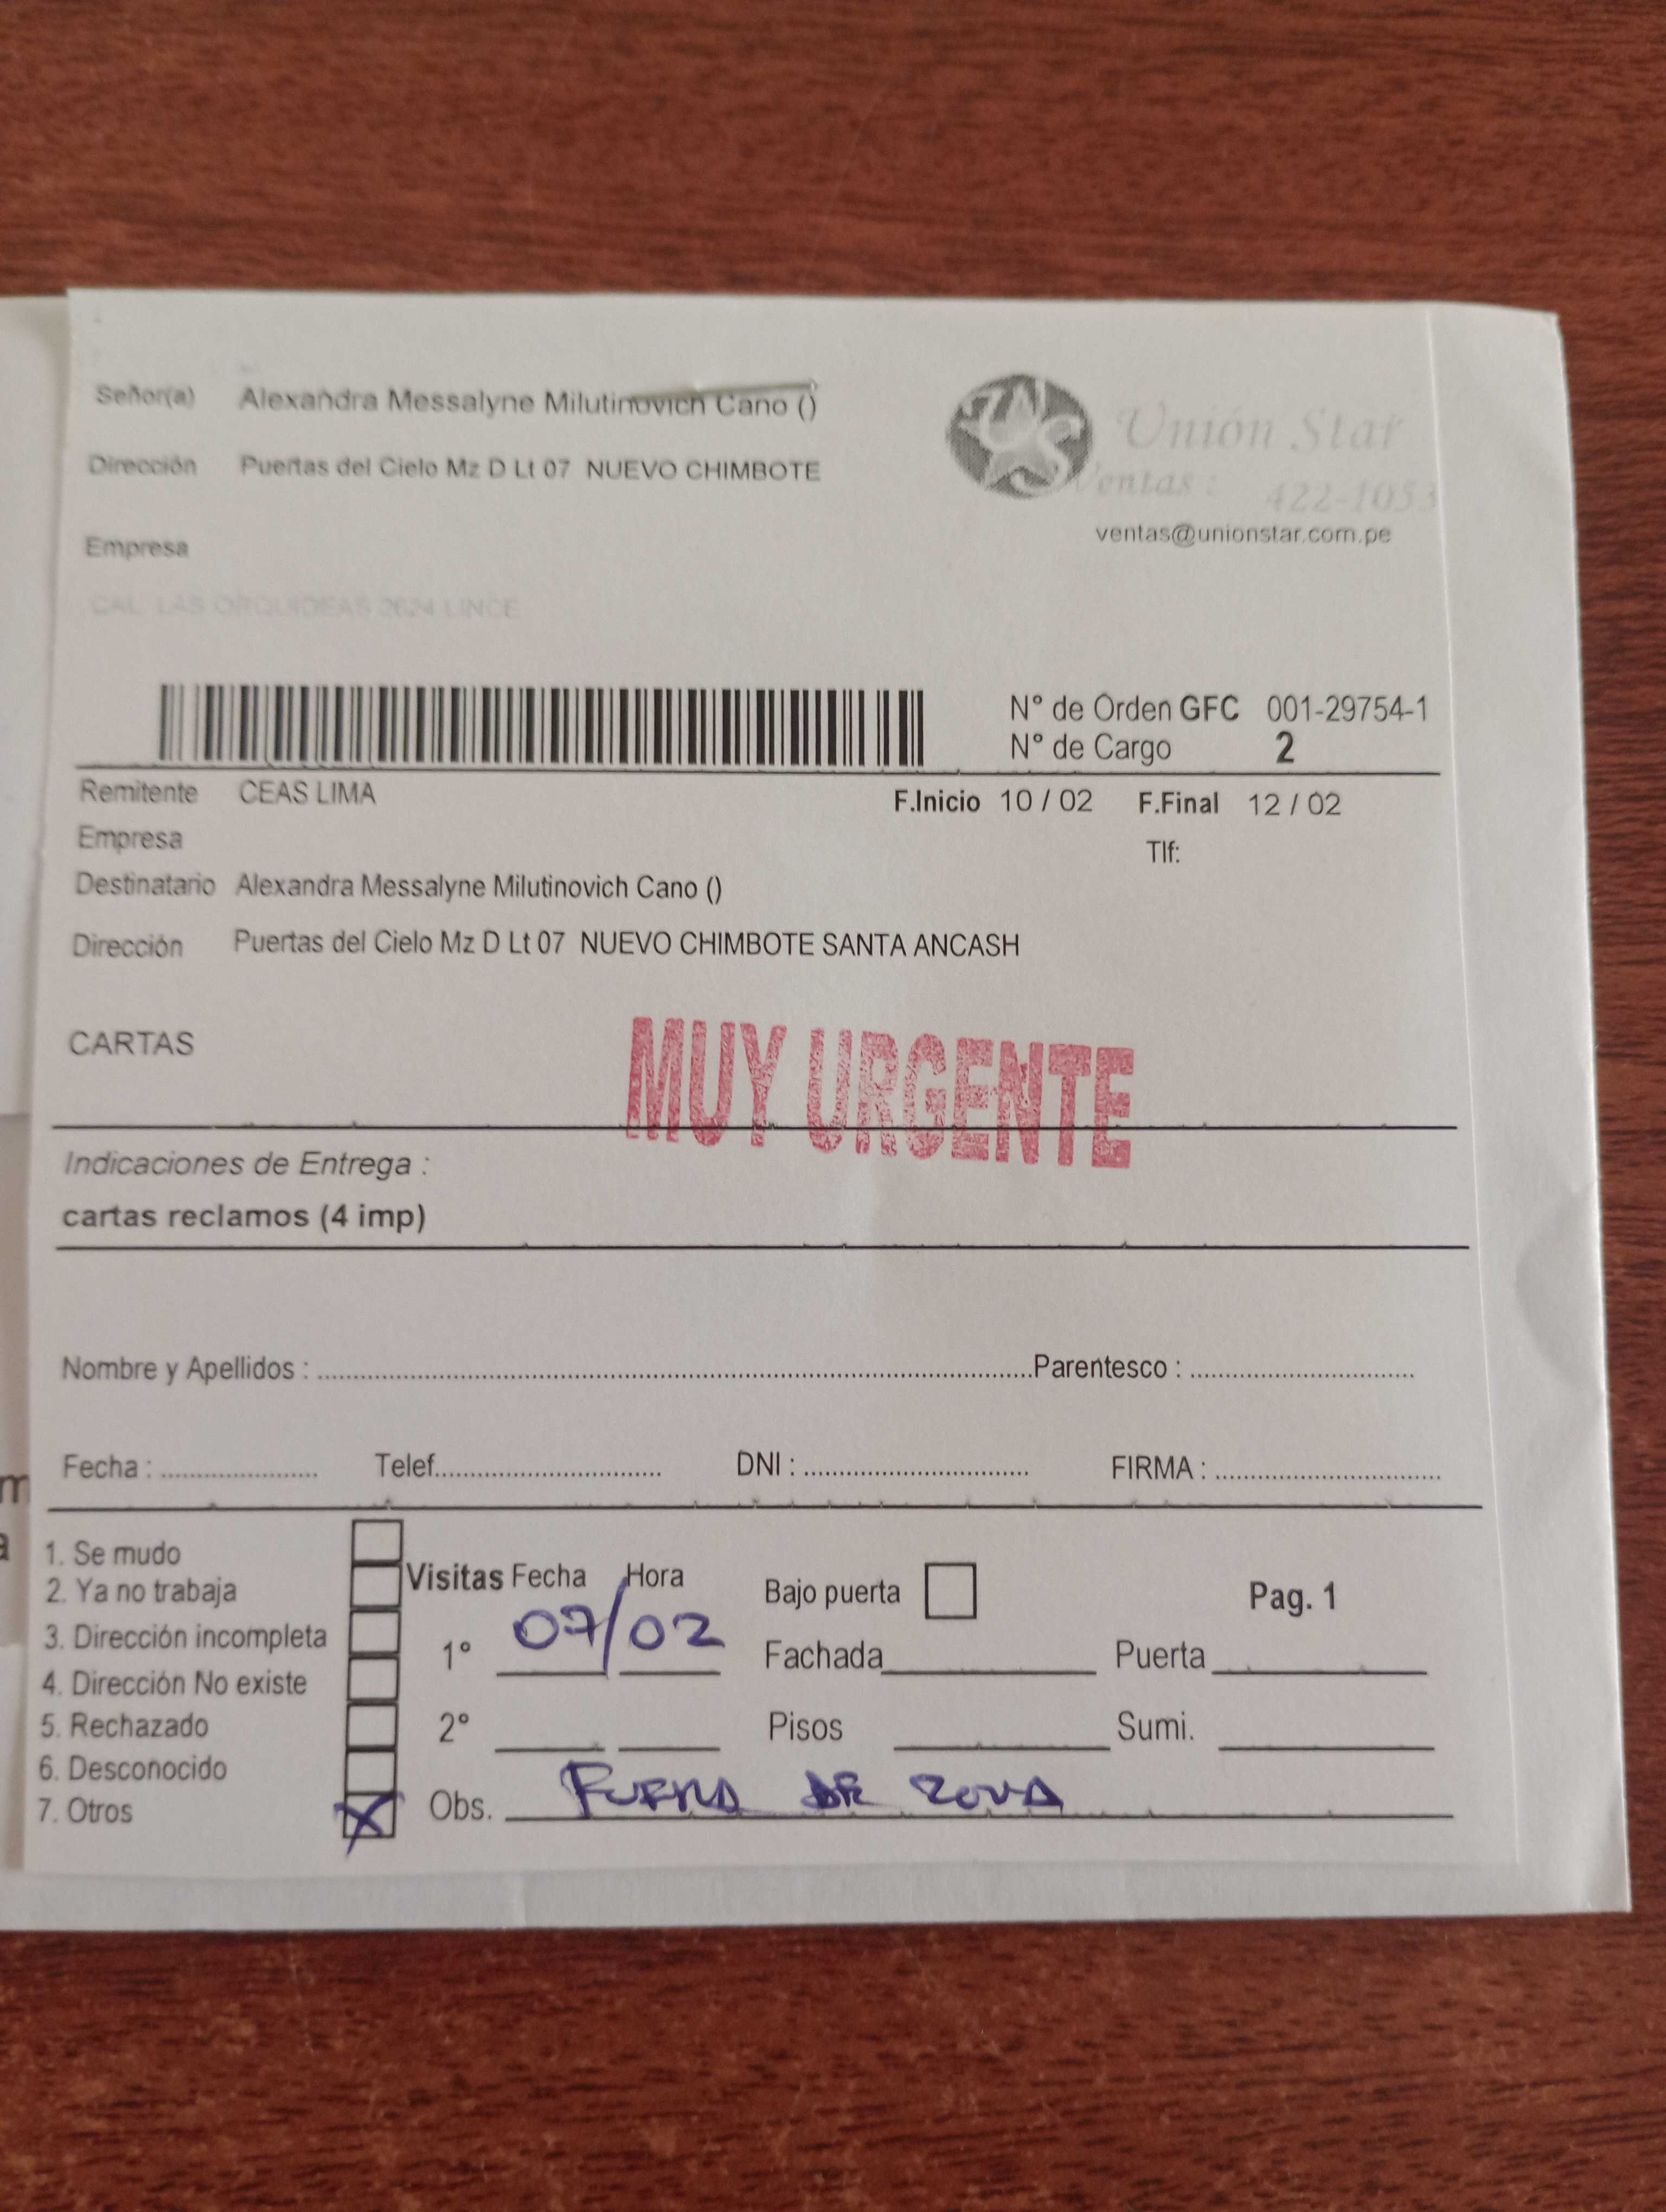 Señor(a) Alexandra Messalyne Milutinovich Cano ()
Unión Star
Dirección Puertas del Cielo Mz D Lt 07 NUEVO CHIMBOTE
Ventas : 422-1053
ventas@unionstar.com.pe
Empresa
CAL LAS ORQUIDEAS 2624 LINCE
N° de Orden GFC 001-29754-1
N° de Cargo 2
Remitente CEAS LIMA
F.Inicio 10 / 02 F.Final 12 / 02
Empresa
Tlf:
Destinatario Alexandra Messalyne Milutinovich Cano ()
Dirección Puertas del Cielo Mz D Lt 07 NUEVO CHIMBOTE SANTA ANCASH
CARTAS
MUY URGENTE
Indicaciones de Entrega :
cartas reclamos (4 imp)
Nombre y Apellidos : Parentesco :
Fecha : Telef. DNI : FIRMA :
1. Se mudo
2. Ya no trabaja
3. Dirección incompleta
4. Dirección No existe
5. Rechazado
6. Desconocido
7. Otros X
Visitas Fecha Hora
1° 07/02
2°
Obs. FUERA DE ZONA
Bajo puerta
Pag. 1
Fachada Puerta
Pisos Sumi.